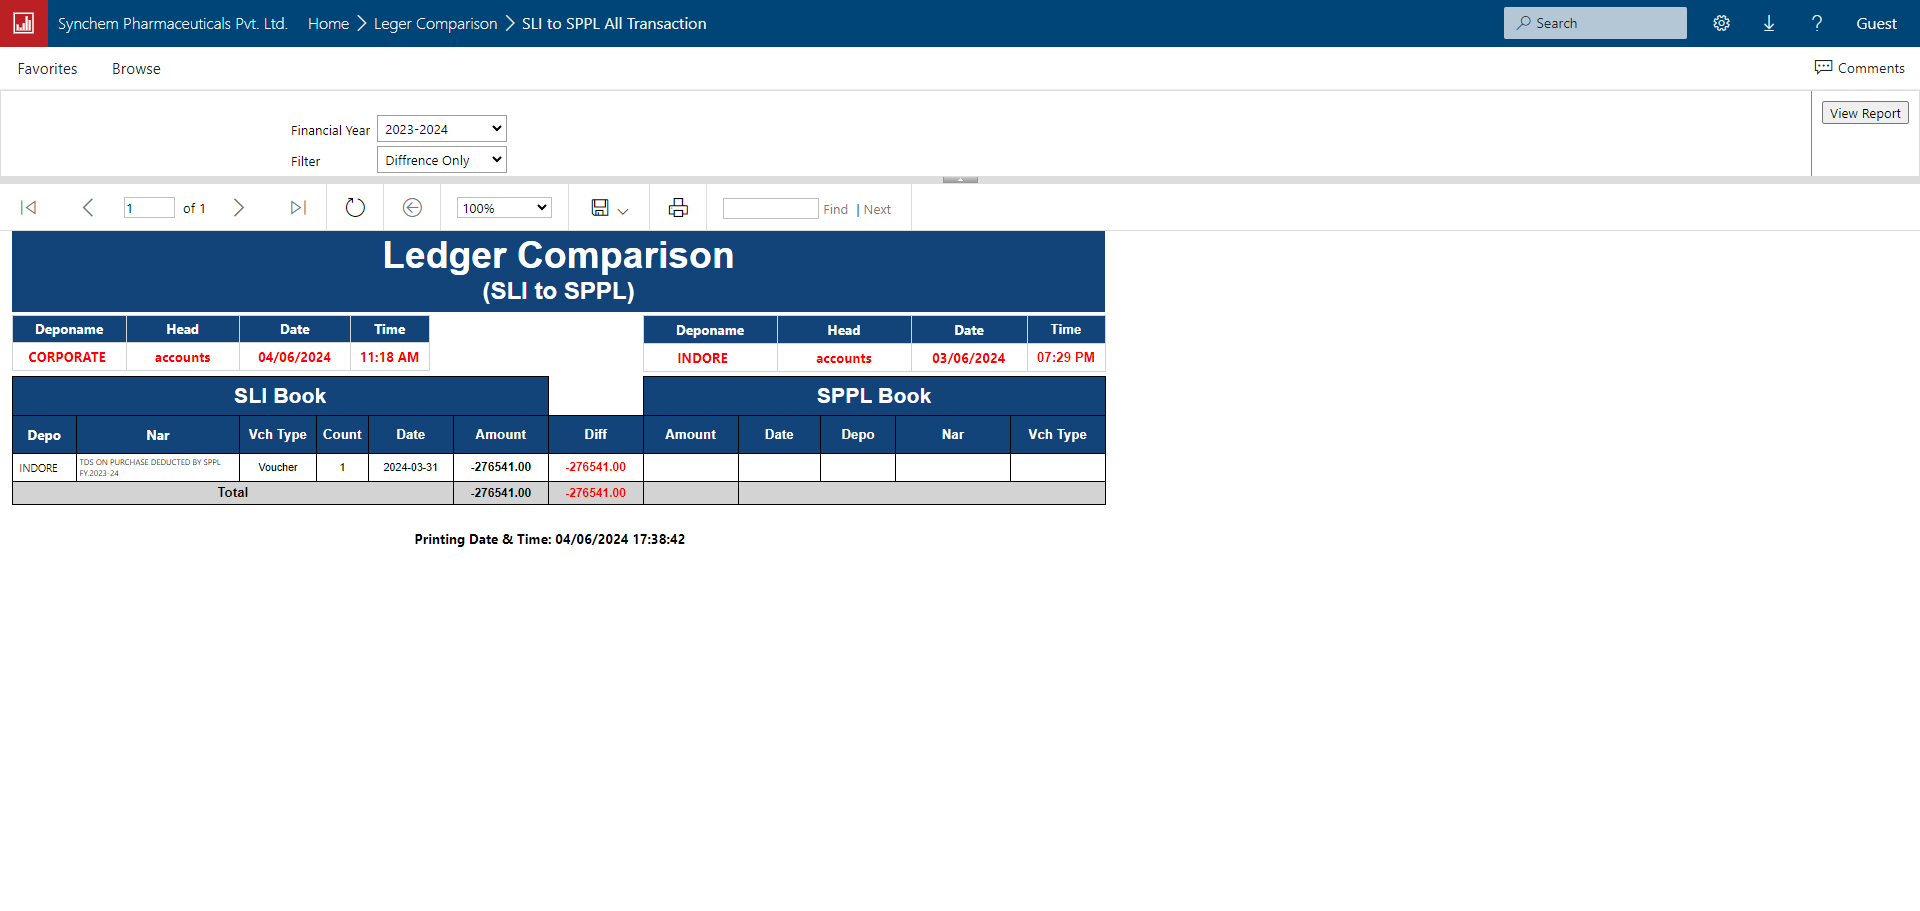 Synchem Pharmaceuticals Pvt. Ltd. Home Leger Comparison SLI to SPPL All Transaction Search ? Guest
Favorites Browse Comments
Financial Year 2023-2024 View Report
Filter Diffrence Only
1 of 1 100% Find | Next
Ledger Comparison
(SLI to SPPL)
Deponame Head Date Time
CORPORATE accounts 04/06/2024 11:18 AM
Deponame Head Date Time
INDORE accounts 03/06/2024 07:29 PM
SLI Book SPPL Book
Depo Nar Vch Type Count Date Amount Diff Amount Date Depo Nar Vch Type
INDORE TDS ON PURCHASE DEDUCTED BY SPPL FY.2023-24 Voucher 1 2024-03-31 -276541.00 -276541.00
Total -276541.00 -276541.00
Printing Date & Time: 04/06/2024 17:38:42